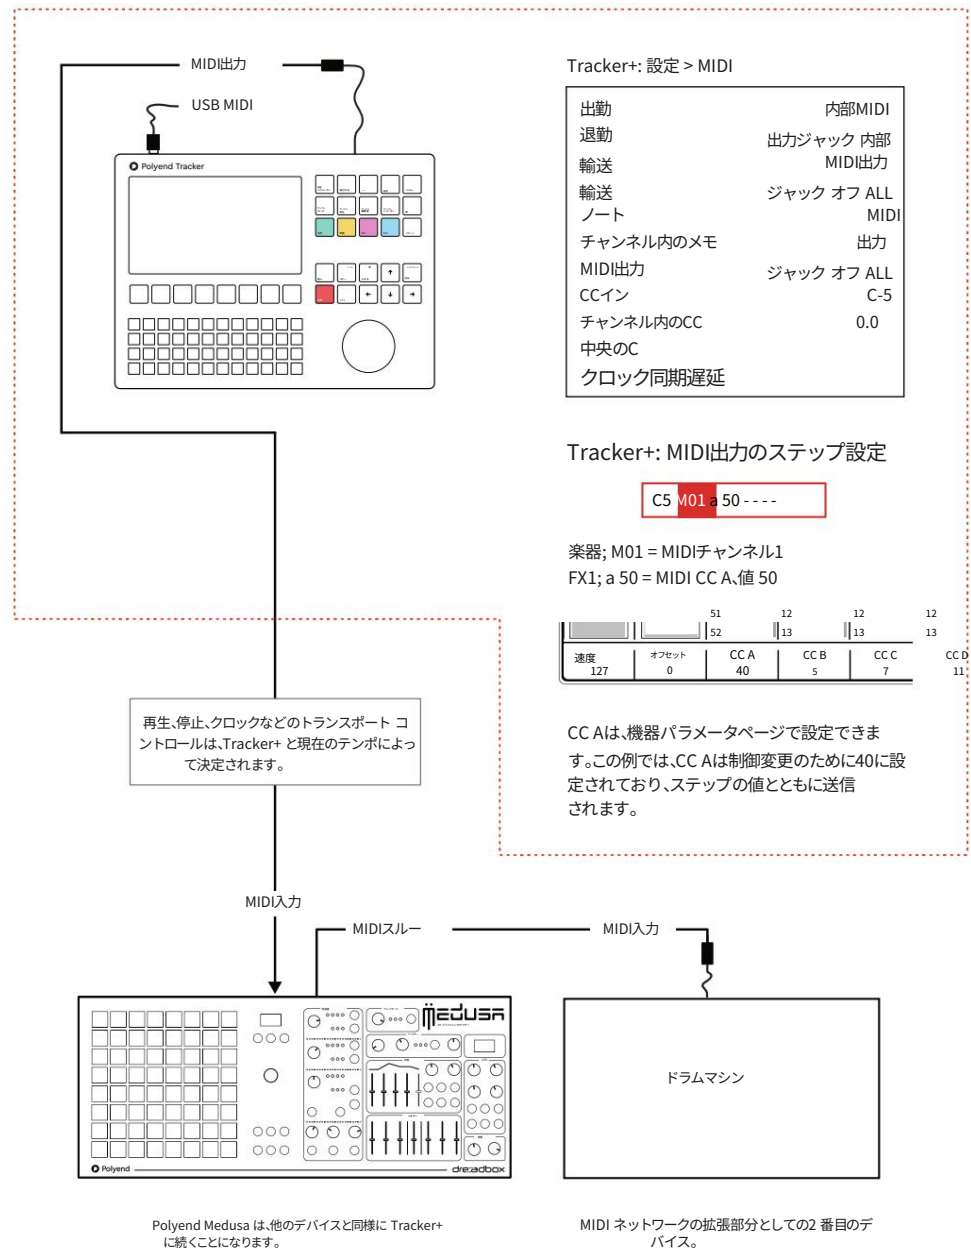 MIDI出力
USB MIDI
Polyend Tracker
Tracker+: 設定 > MIDI
出勤 内部MIDI
退勤 出力ジャック 内部
輸送 MIDI出力
輸送 ジャック オフ ALL
ノート MIDI
チャンネル内のメモ 出力
MIDI出力 ジャック オフ ALL
CCイン C-5
チャンネル内のCC 0.0
中央のC
クロック同期遅延
Tracker+: MIDI出力のステップ設定
C5 M01 a 50 - - - -
楽器; M01 = MIDIチャンネル1
FX1; a 50 = MIDI CC A、値 50
51 12 12 12
52 13 13 13
速度 オフセット CC A CC B CC C CC D
127 0 40 5 7 11
CC Aは、機器パラメータページで設定できま
す。この例では、CC Aは制御変更のために40に設
定されており、ステップの値とともに送信
されます。
再生、停止、クロックなどのトランスポート コ
ントロールは、Tracker+ と現在のテンポによっ
て決定されます。
MIDI入力
MIDIスルー
MIDI入力
MEDUSA
Polyend
dreadbox
ドラムマシン
Polyend Medusa は、他のデバイスと同様に Tracker+
に続くことになります。
MIDI ネットワークの拡張部分としての2 番目のデ
バイス。